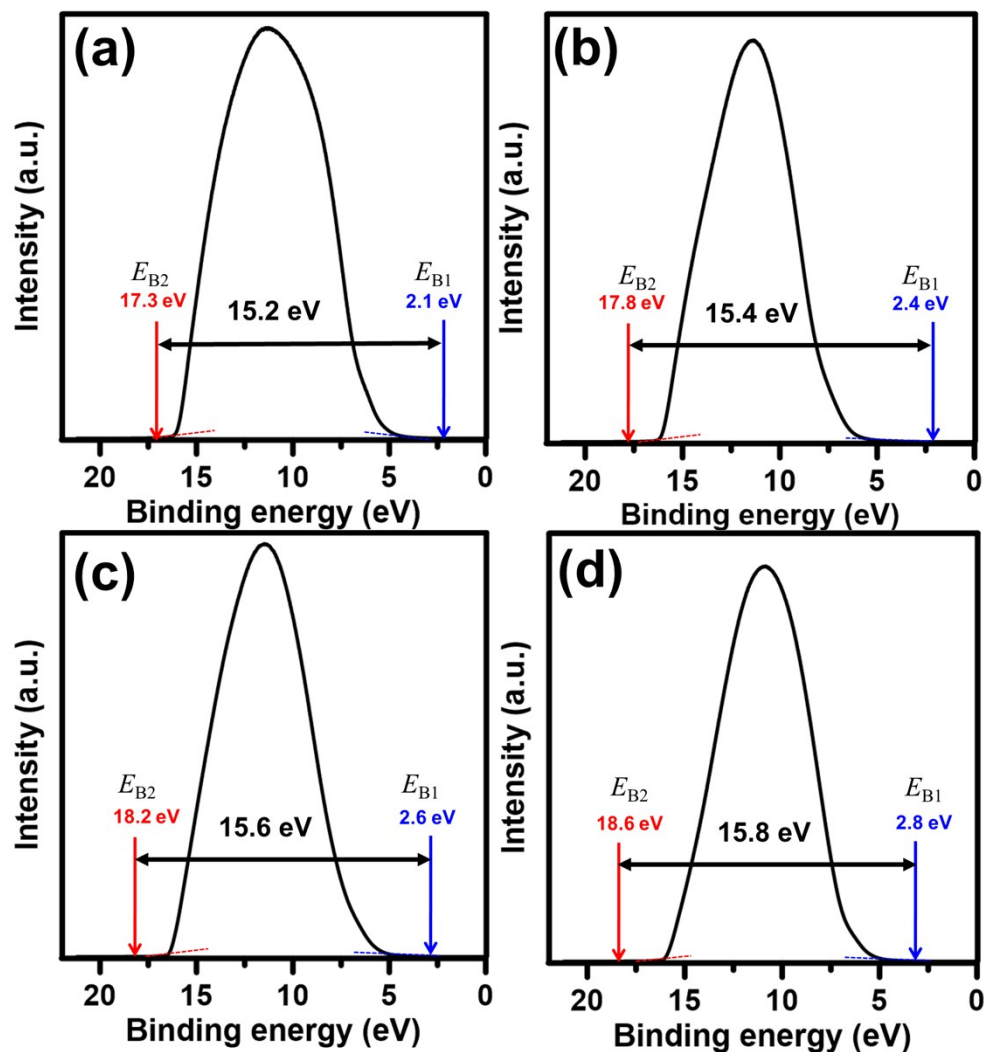 (a)
Intensity (a.u.)
E_B2
17.3 eV
15.2 eV
E_B1
2.1 eV
20 15 10 5 0
Binding energy (eV)
(b)
Intensity (a.u.)
E_B2
17.8 eV
15.4 eV
E_B1
2.4 eV
20 15 10 5 0
Binding energy (eV)
(c)
Intensity (a.u.)
E_B2
18.2 eV
15.6 eV
E_B1
2.6 eV
20 15 10 5 0
Binding energy (eV)
(d)
Intensity (a.u.)
E_B2
18.6 eV
15.8 eV
E_B1
2.8 eV
20 15 10 5 0
Binding energy (eV)